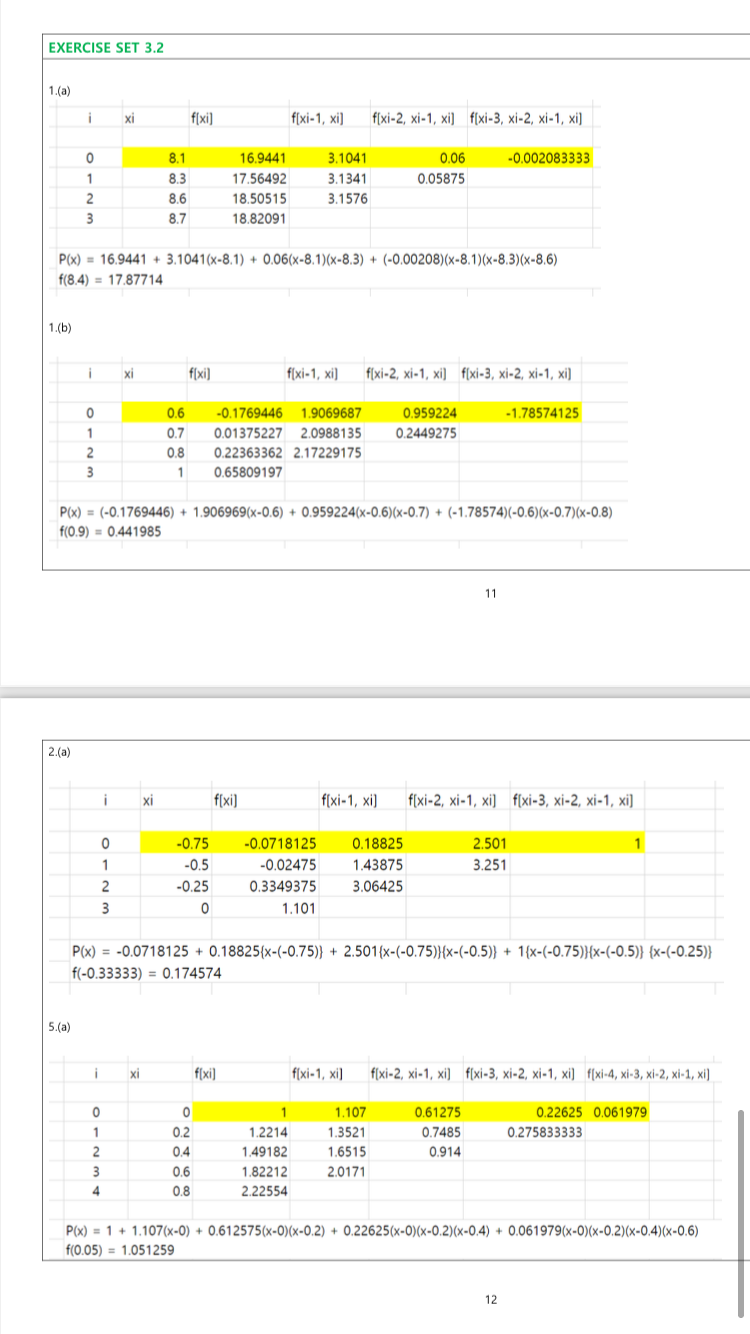 EXERCISE SET 3.2
1.(a)
i xi f[xi] f[xi-1, xi] f[xi-2, xi-1, xi] f[xi-3, xi-2, xi-1, xi]
0 8.1 16.9441 3.1041 0.06 -0.002083333
1 8.3 17.56492 3.1341 0.05875
2 8.6 18.50515 3.1576
3 8.7 18.82091
P(x) = 16.9441 + 3.1041(x-8.1) + 0.06(x-8.1)(x-8.3) + (-0.00208)(x-8.1)(x-8.3)(x-8.6)
f(8.4) = 17.87714
1.(b)
i xi f[xi] f[xi-1, xi] f[xi-2, xi-1, xi] f[xi-3, xi-2, xi-1, xi]
0 0.6 -0.1769446 1.9069687 0.959224 -1.78574125
1 0.7 0.01375227 2.0988135 0.2449275
2 0.8 0.22363362 2.17229175
3 1 0.65809197
P(x) = (-0.1769446) + 1.906969(x-0.6) + 0.959224(x-0.6)(x-0.7) + (-1.78574)(-0.6)(x-0.7)(x-0.8)
f(0.9) = 0.441985
11
2.(a)
i xi f[xi] f[xi-1, xi] f[xi-2, xi-1, xi] f[xi-3, xi-2, xi-1, xi]
0 -0.75 -0.0718125 0.18825 2.501 1
1 -0.5 -0.02475 1.43875 3.251
2 -0.25 0.3349375 3.06425
3 0 1.101
P(x) = -0.0718125 + 0.18825{x-(-0.75)} + 2.501{x-(-0.75)}{x-(-0.5)} + 1{x-(-0.75)}{x-(-0.5)} {x-(-0.25)}
f(-0.33333) = 0.174574
5.(a)
i xi f[xi] f[xi-1, xi] f[xi-2, xi-1, xi] f[xi-3, xi-2, xi-1, xi] f[xi-4, xi-3, xi-2, xi-1, xi]
0 0 1 1.107 0.61275 0.22625 0.061979
1 0.2 1.2214 1.3521 0.7485 0.275833333
2 0.4 1.49182 1.6515 0.914
3 0.6 1.82212 2.0171
4 0.8 2.22554
P(x) = 1 + 1.107(x-0) + 0.612575(x-0)(x-0.2) + 0.22625(x-0)(x-0.2)(x-0.4) + 0.061979(x-0)(x-0.2)(x-0.4)(x-0.6)
f(0.05) = 1.051259
12